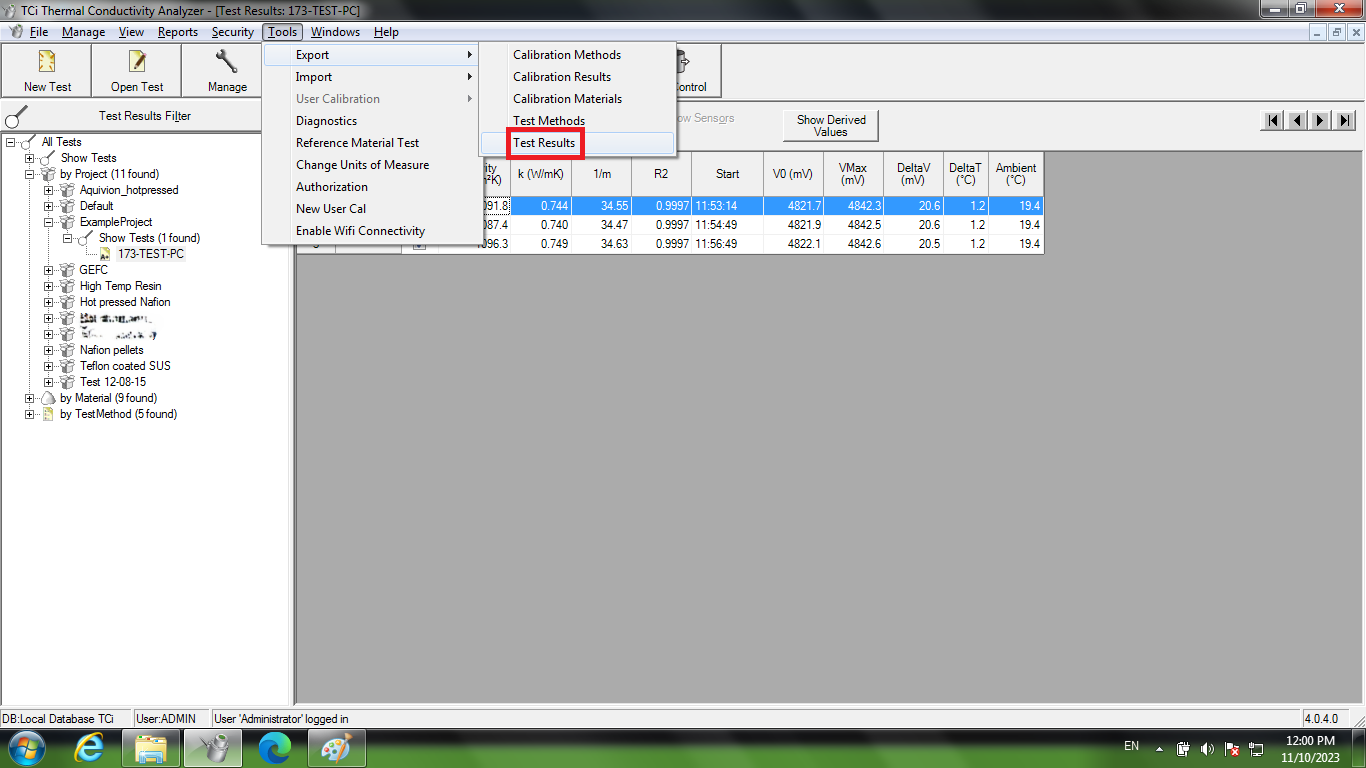 TCi Thermal Conductivity Analyzer - [Test Results: 173-TEST-PC]
File Manage View Reports Security Tools Windows Help
New Test
Open Test
Manage
Export
Import
User Calibration
Diagnostics
Reference Material Test
Change Units of Measure
Authorization
New User Cal
Enable Wifi Connectivity
Calibration Methods
Calibration Results
Calibration Materials
Test Methods
Test Results
ontrol
Test Results Filter
ow Sensors
Show Derived
Values
All Tests
Show Tests
by Project (11 found)
Aquivion_hotpressed
Default
ExampleProject
Show Tests (1 found)
173-TEST-PC
GEFC
High Temp Resin
Hot pressed Nafion
Nafion pellets
Teflon coated SUS
Test 12-08-15
by Material (9 found)
by TestMethod (5 found)
k (W/mK) 1/m R2 Start V0 (mV) VMax (mV) DeltaV (mV) DeltaT (°C) Ambient (°C)
091.8 0.744 34.55 0.9997 11:53:14 4821.7 4842.3 20.6 1.2 19.4
087.4 0.740 34.47 0.9997 11:54:49 4821.9 4842.5 20.6 1.2 19.4
096.3 0.749 34.63 0.9997 11:56:49 4822.1 4842.6 20.5 1.2 19.4
DB:Local Database TCi User:ADMIN User 'Administrator' logged in 4.0.4.0
EN
12:00 PM
11/10/2023